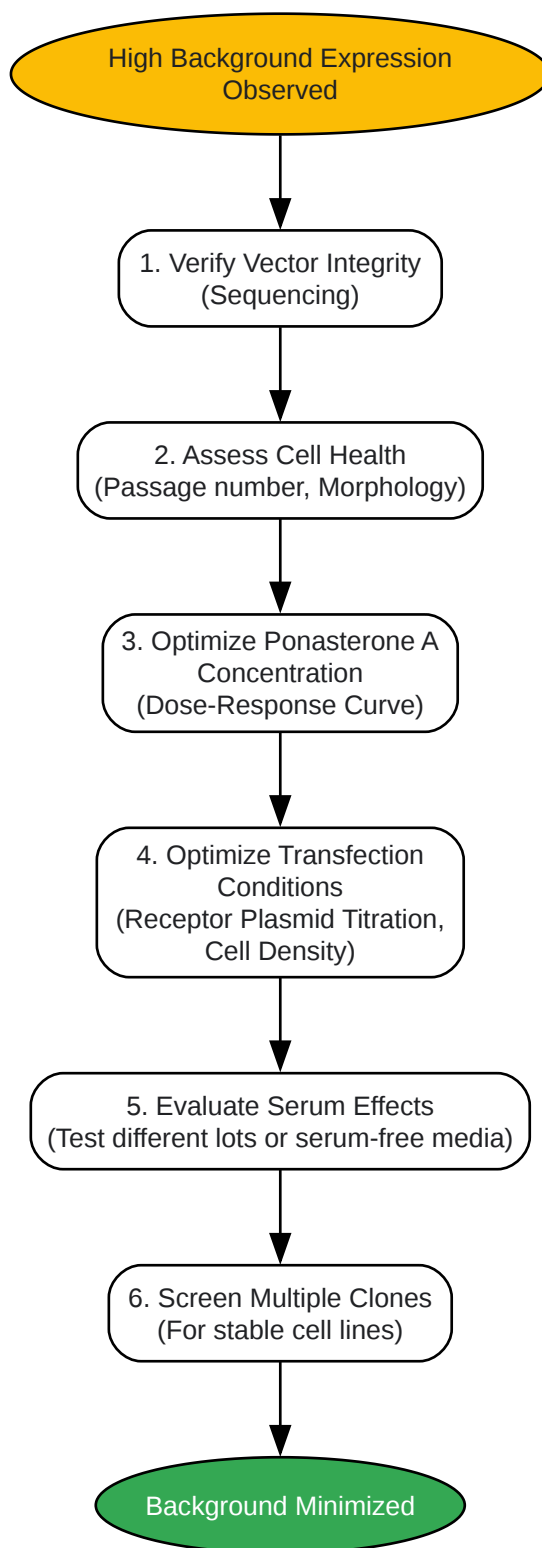 High Background Expression
Observed
1. Verify Vector Integrity
(Sequencing)
2. Assess Cell Health
(Passage number, Morphology)
3. Optimize Ponasterone A
Concentration
(Dose-Response Curve)
4. Optimize Transfection
Conditions
(Receptor Plasmid Titration,
Cell Density)
5. Evaluate Serum Effects
(Test different lots or serum-free media)
6. Screen Multiple Clones
(For stable cell lines)
Background Minimized